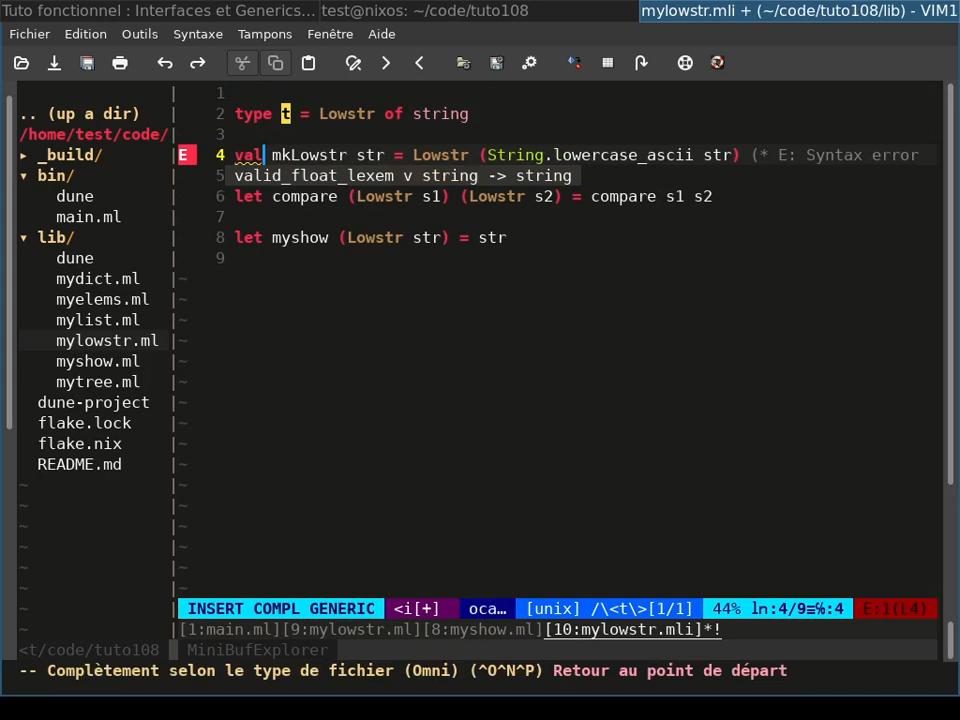 Tuto fonctionnel : Interfaces et Generics... test@nixos: ~/code/tuto108 mylowstr.mli + (~/code/tuto108/lib) - VIM1
Fichier Edition Outils Syntaxe Tampons Fenêtre Aide
1
.. (up a dir) 2 type t = Lowstr of string
/home/test/code/ 3
▸ _build/ E 4 val mkLowstr str = Lowstr (String.lowercase_ascii str) (* E: Syntax error
▾ bin/ 5 valid_float_lexem v string -> string
dune 6 let compare (Lowstr s1) (Lowstr s2) = compare s1 s2
main.ml 7
▾ lib/ 8 let myshow (Lowstr str) = str
dune 9
mydict.ml ~
myelems.ml ~
mylist.ml ~
mylowstr.ml ~
myshow.ml ~
mytree.ml ~
dune-project ~
flake.lock ~
flake.nix ~
README.md ~
~ ~
~ ~
~ ~
~ ~
~ ~
~ ~
~ INSERT COMPL GENERIC <i[+] oca… [unix] /\<t\>[1/1] 44% ㏑:4/9≡℅:4 E:1(L4)
~ [1:main.ml][9:mylowstr.ml][8:myshow.ml][10:mylowstr.mli]*!
<t/code/tuto108 MiniBufExplorer
-- Complètement selon le type de fichier (Omni) (^O^N^P) Retour au point de départ